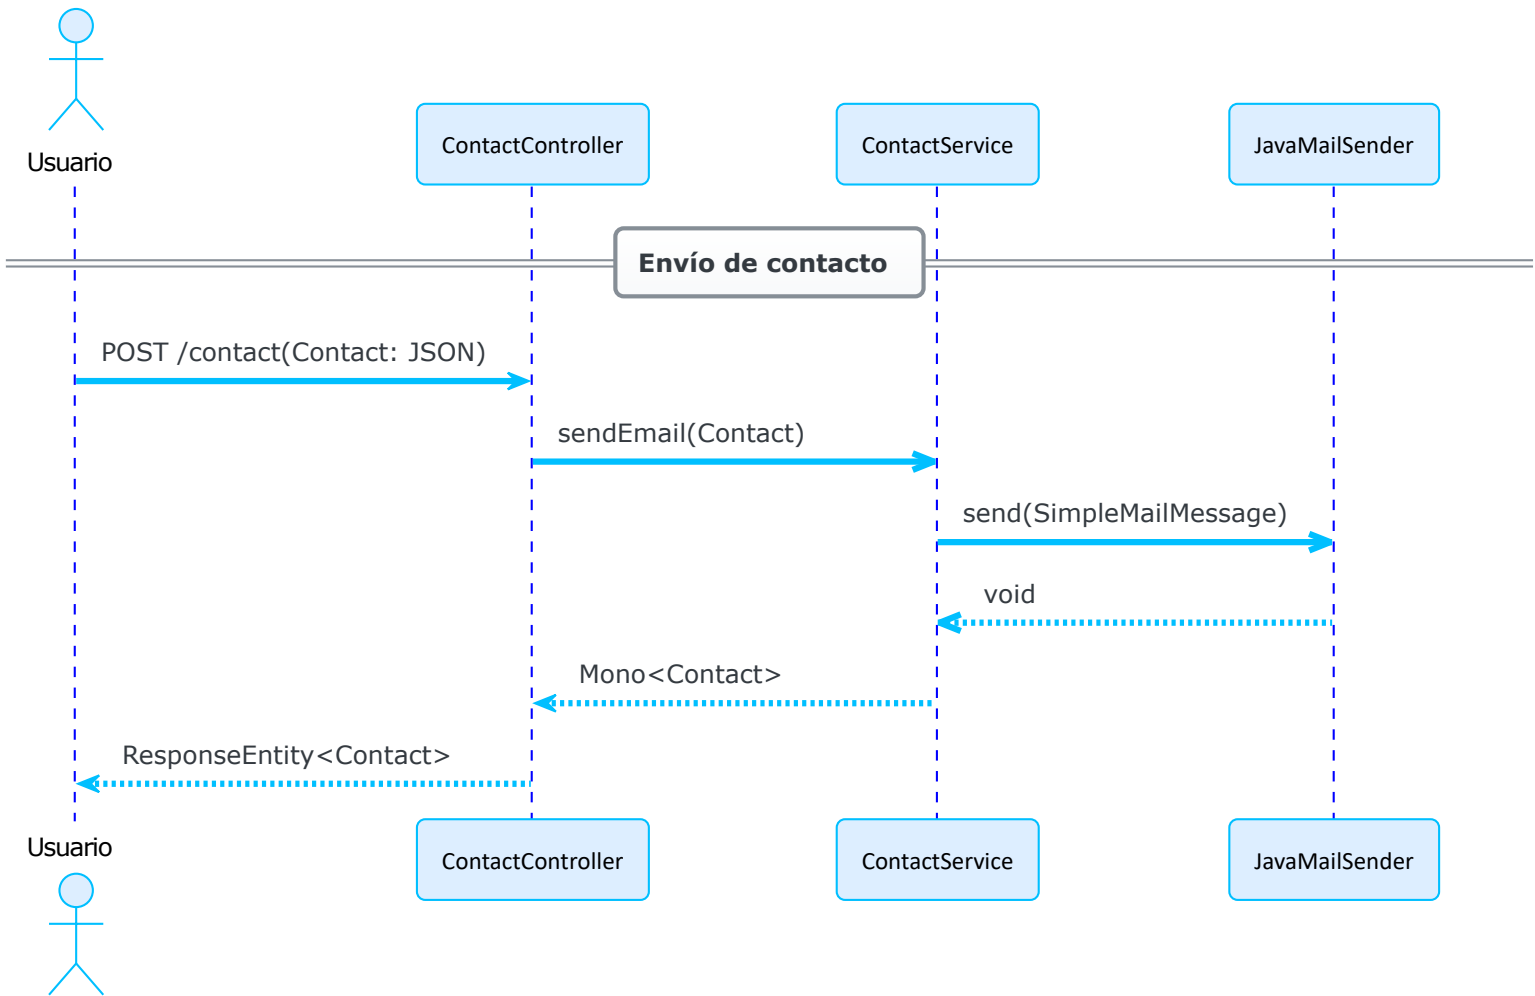 Usuario
ContactController
ContactService
JavaMailSender
Envío de contacto
POST /contact(Contact: JSON)
sendEmail(Contact)
send(SimpleMailMessage)
void
Mono<Contact>
ResponseEntity<Contact>
Usuario
ContactController
ContactService
JavaMailSender